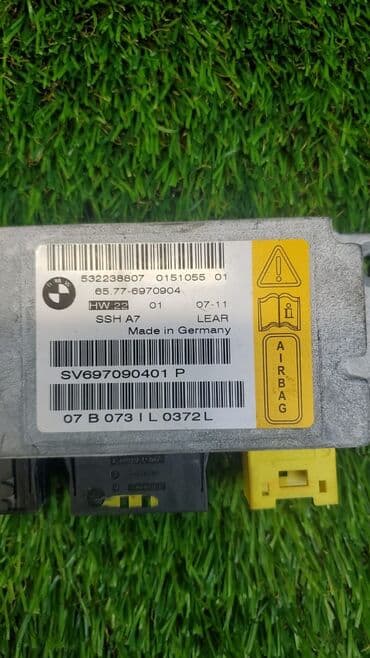 532238807 0151055 01
65.77-6970904
HW 22 01 07-11
SSH A7 LEAR
Made in Germany
SV697090401 P
07 B 073 I L 0372 L
AIRBAG